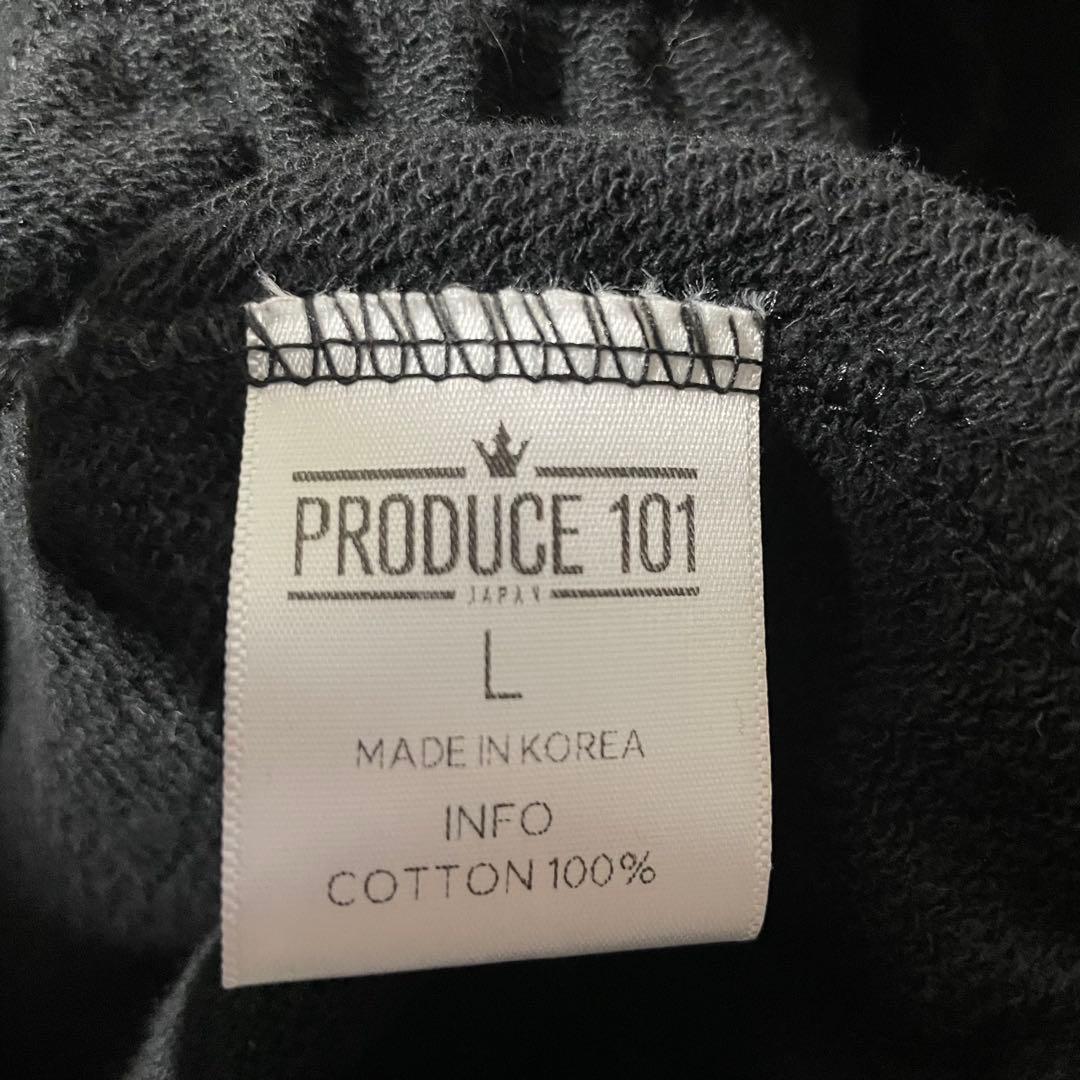 PRODUCE 101
JAPAN
L
MADE IN KOREA
INFO
COTTON 100%